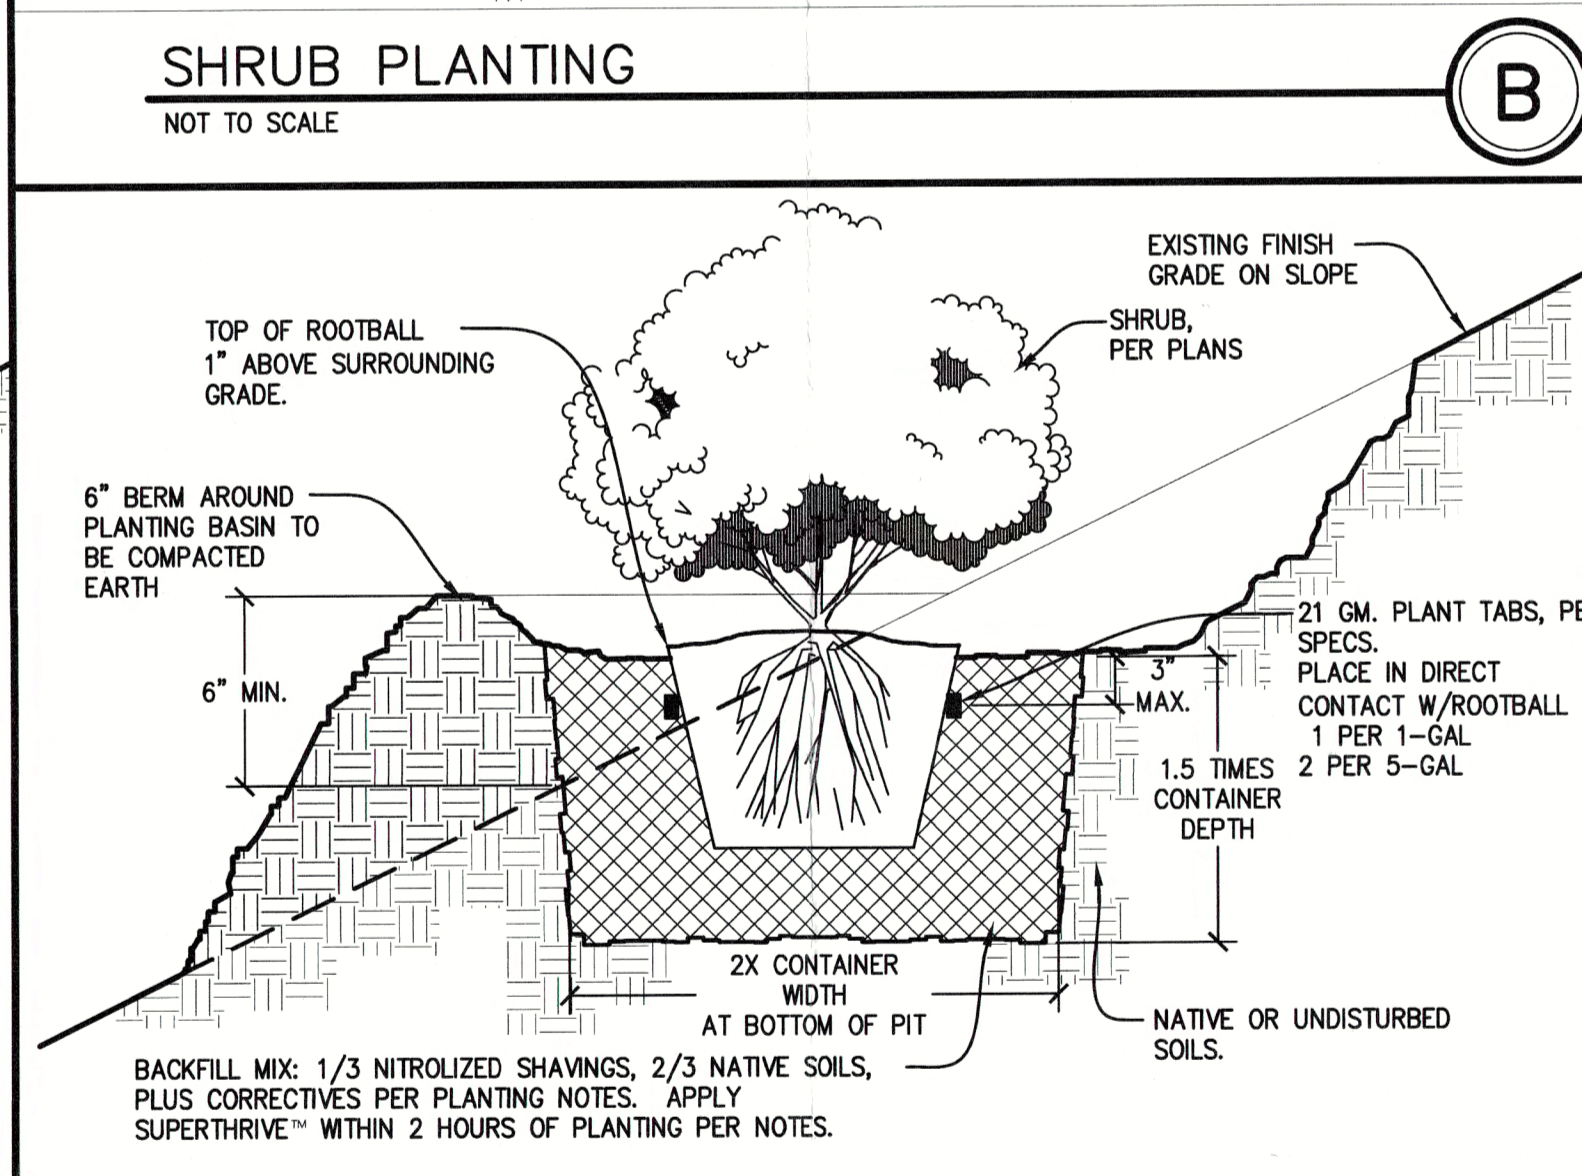 SHRUB PLANTING
NOT TO SCALE
B
EXISTING FINISH
GRADE ON SLOPE
TOP OF ROOTBALL
1" ABOVE SURROUNDING
GRADE.
SHRUB,
PER PLANS
6" BERM AROUND
PLANTING BASIN TO
BE COMPACTED
EARTH
6" MIN.
21 GM. PLANT TABS,
SPECS.
PLACE IN DIRECT
CONTACT W/ROOTBALL
1 PER 1-GAL
2 PER 5-GAL
3"
MAX.
1.5 TIMES
CONTAINER
DEPTH
2X CONTAINER
WIDTH
AT BOTTOM OF PIT
NATIVE OR UNDISTURBED
SOILS.
BACKFILL MIX: 1/3 NITROLIZED SHAVINGS, 2/3 NATIVE SOILS,
PLUS CORRECTIVES PER PLANTING NOTES. APPLY
SUPERTHRIVE™ WITHIN 2 HOURS OF PLANTING PER NOTES.